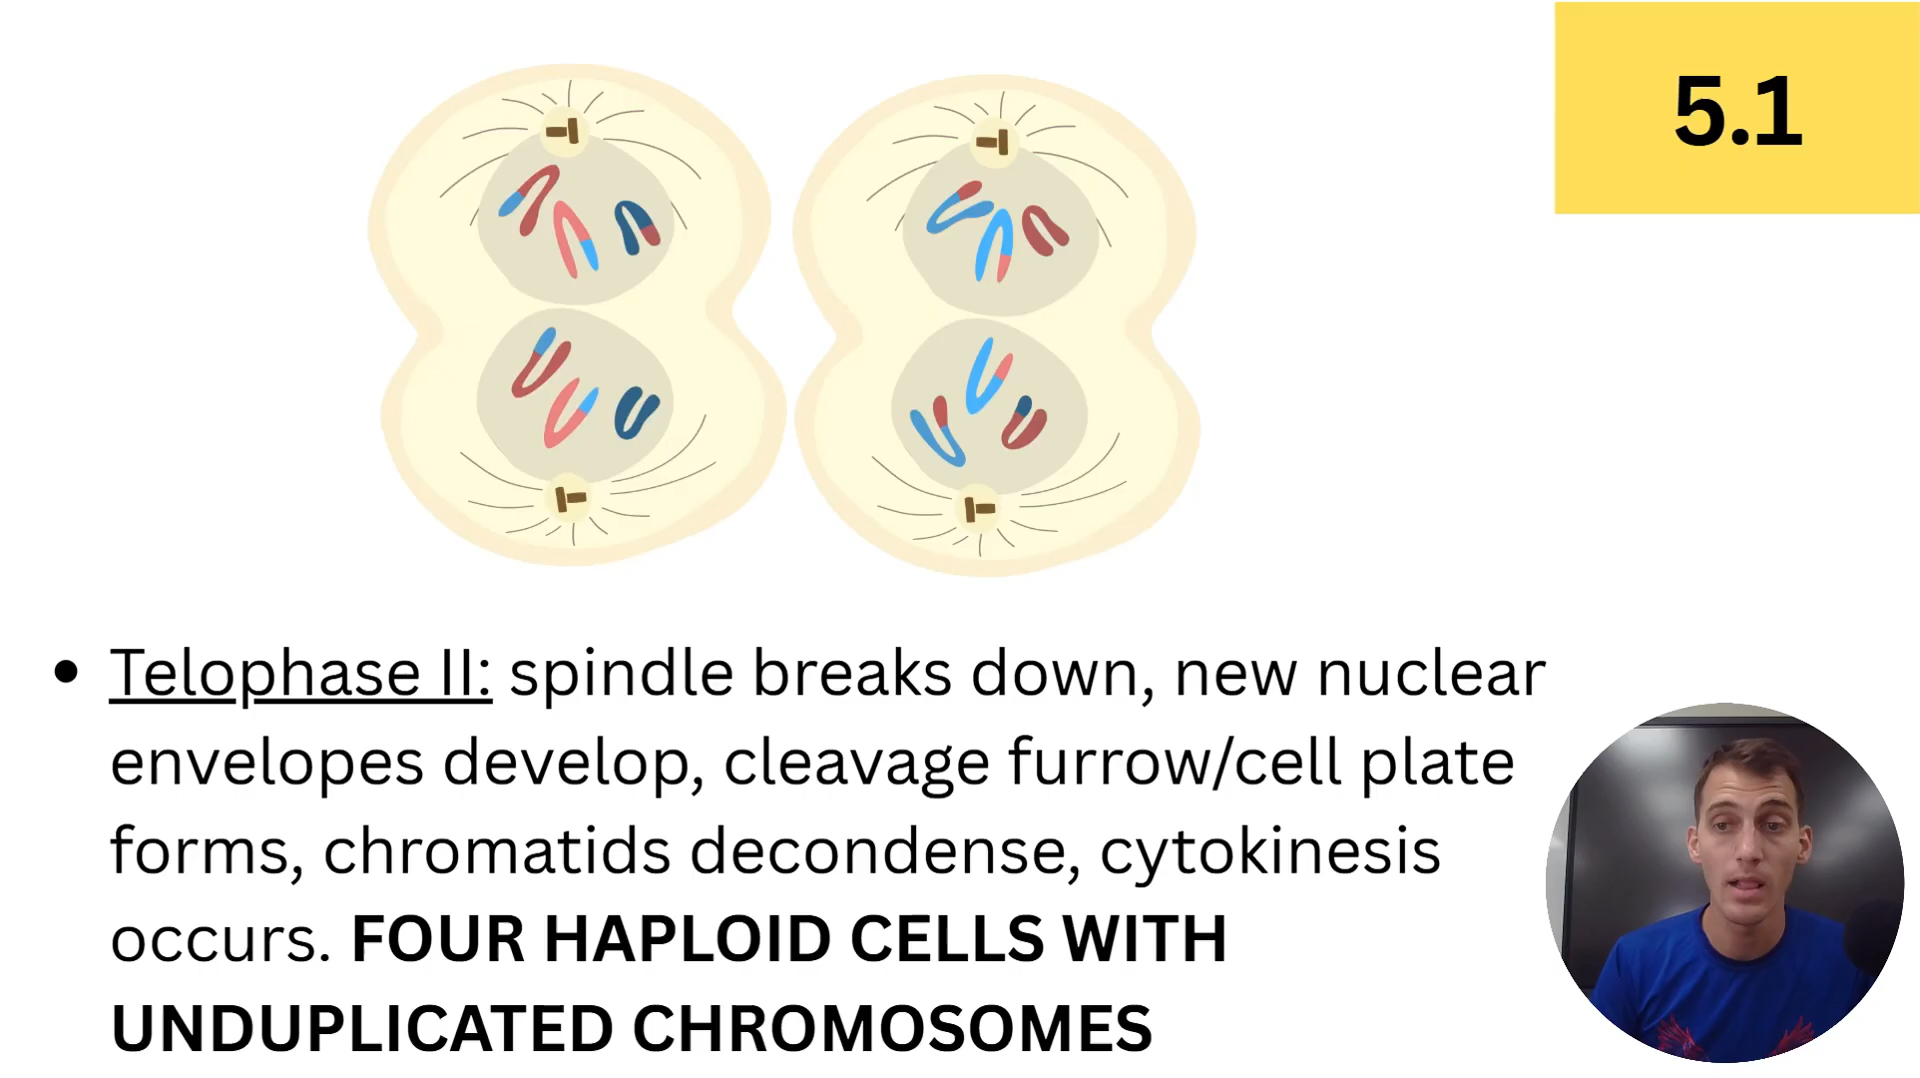 5.1
• Telophase II: spindle breaks down, new nuclear
envelopes develop, cleavage furrow/cell plate
forms, chromatids decondense, cytokinesis
occurs. FOUR HAPLOID CELLS WITH
UNDUPLICATED CHROMOSOMES